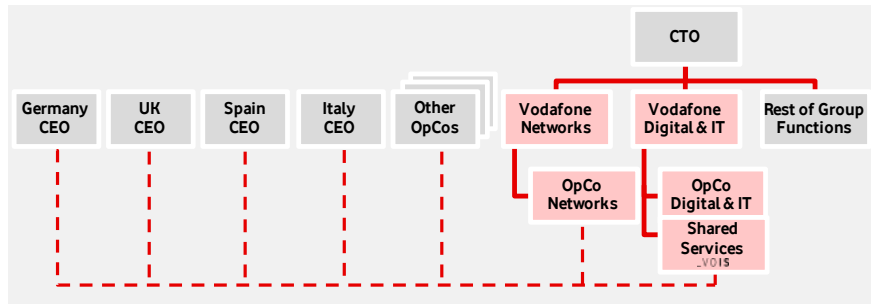 CTO
Germany
CEO
UK
CEO
Spain
CEO
Italy
CEO
Other
OpCos
Vodafone
Networks
Vodafone
Digital & IT
Rest of Group
Functions
OpCo
Networks
OpCo
Digital & IT
Shared
Services
_VOIS